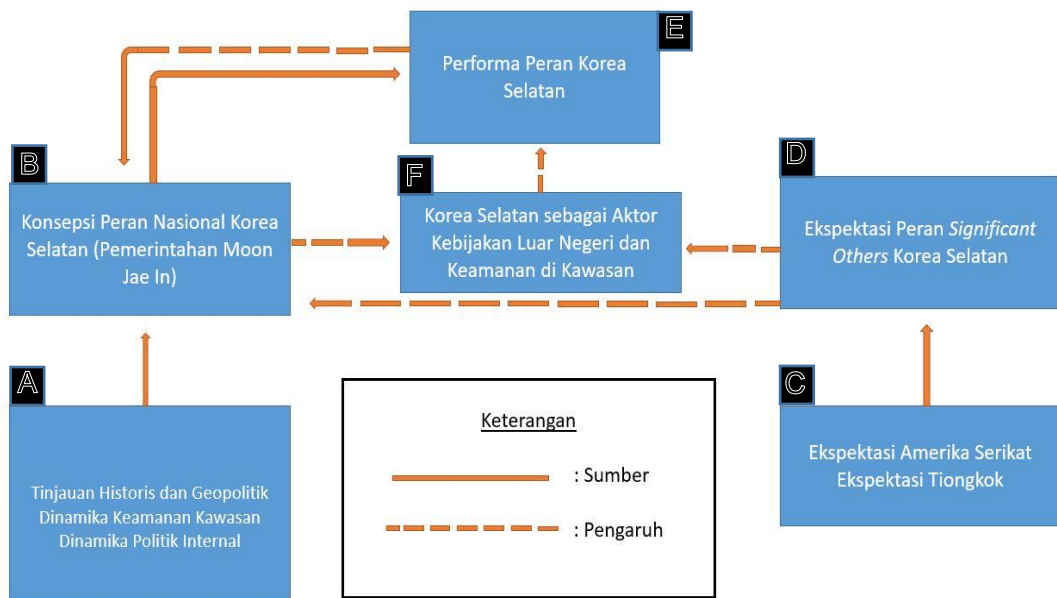 E
Performa Peran Korea
Selatan
B
Konsepsi Peran Nasional Korea
Selatan (Pemerintahan Moon
Jae In)
F
Korea Selatan sebagai Aktor
Kebijakan Luar Negeri dan
Keamanan di Kawasan
D
Ekspektasi Peran Significant
Others Korea Selatan
A
Tinjauan Historis dan Geopolitik
Dinamika Keamanan Kawasan
Dinamika Politik Internal
Keterangan
: Sumber
: Pengaruh
C
Ekspektasi Amerika Serikat
Ekspektasi Tiongkok